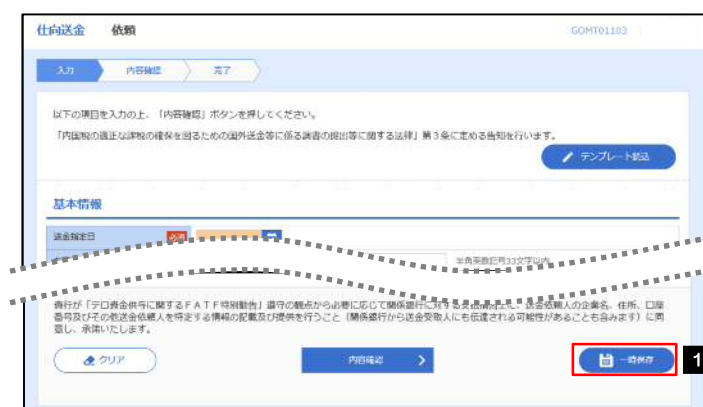 仕向送金 依頼
GOMT01103
入力 内容確認 完了
以下の項目を入力の上、「内容確認」ボタンを押してください。
「内国税の適正な課税の確保を図るための国外送金等に係る調書の提出等に関する法律」第3条に定める告知を行います。
テンプレート読込
基本情報
送金指定日 必須
半角英数記号33文字以内
貴行が「テロ資金供与に関するFATF特別勧告」遵守の観点から必要に応じて関係銀行に対する支払指図上に、送金依頼人の企業名、住所、口座
番号及びその他送金依頼人を特定する情報の記載及び提供を行うこと（関係銀行から送金受取人にも伝達される可能性があることも含みます）に同
意し、承諾いたします。
クリア 内容確認 一時保存 1